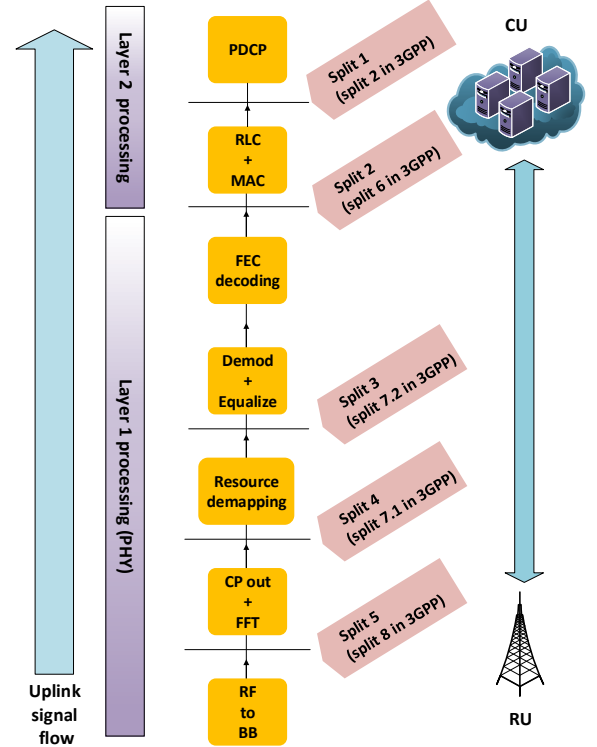 CU
PDCP
Split 1
(split 2 in 3GPP)
Layer 2 processing
RLC
+
MAC
Split 2
(split 6 in 3GPP)
FEC
decoding
Layer 1 processing (PHY)
Demod
+
Equalize
Split 3
(split 7.2 in 3GPP)
Resource
demapping
Split 4
(split 7.1 in 3GPP)
CP out
+
FFT
Split 5
(split 8 in 3GPP)
RF
to
BB
Uplink
signal
flow
RU